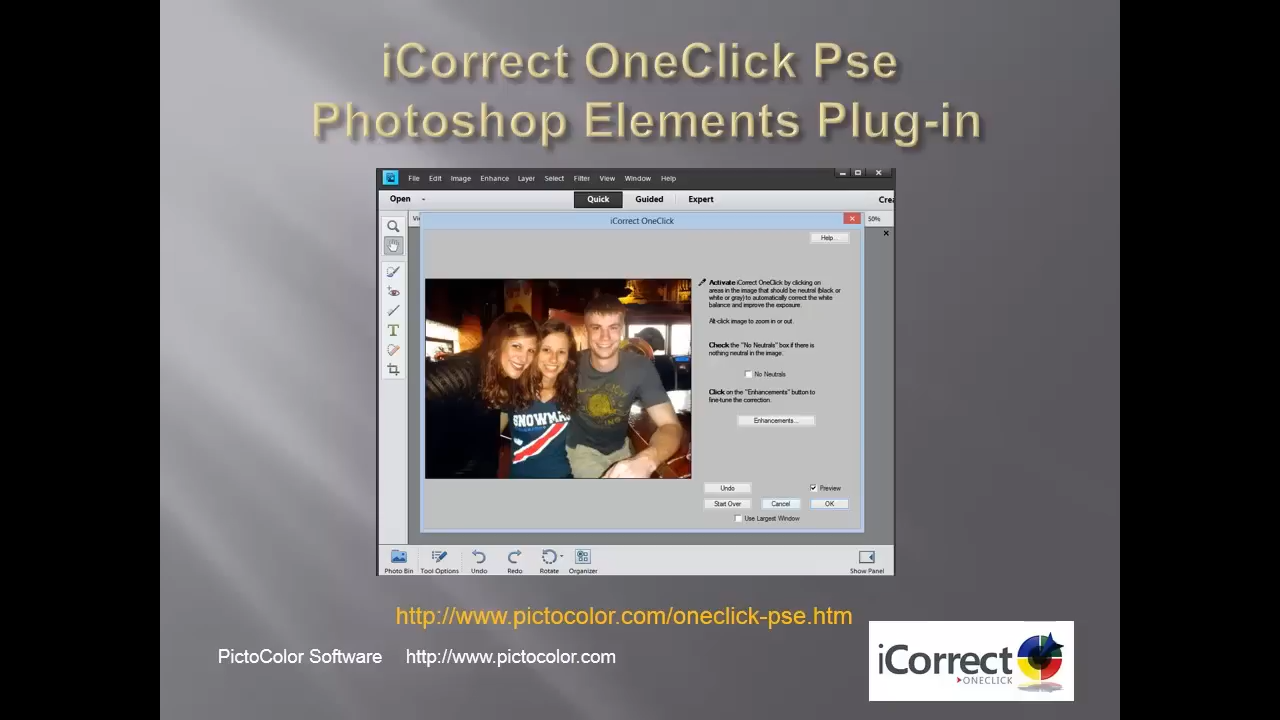 iCorrect OneClick Pse
Photoshop Elements Plug-in
File Edit Image Enhance Layer Select Filter View Window Help
Open Quick Guided Expert Crea
50%
iCorrect OneClick
Help...
Activate iCorrect OneClick by clicking on
areas in the image that should be neutral (black or
white or gray) to automatically correct the white
balance and improve the exposure.
Alt-click image to zoom in or out.
Check the "No Neutrals" box if there is
nothing neutral in the image.
No Neutrals
Click on the "Enhancements" button to
fine-tune the correction.
Enhancements...
T
Undo Preview
Start Over Cancel OK
Use Largest Window
Photo Bin Tool Options Undo Redo Rotate Organizer Show Panel
http://www.pictocolor.com/oneclick-pse.htm
PictoColor Software http://www.pictocolor.com
iCorrect
ONECLICK